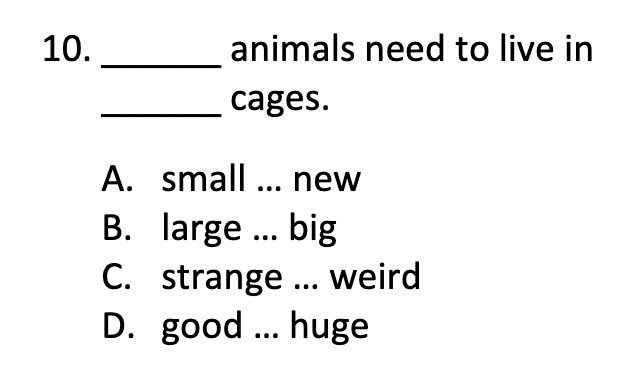 10. ______ animals need to live in
______ cages.
A. small ... new
B. large ... big
C. strange ... weird
D. good ... huge